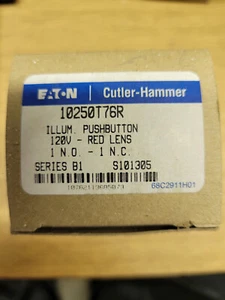 EATON Cutler-Hammer
10250T76R
ILLUM. PUSHBUTTON
120V - RED LENS
1 N.O. - 1 N.C.
SERIES B1 S101305
68C2911H01